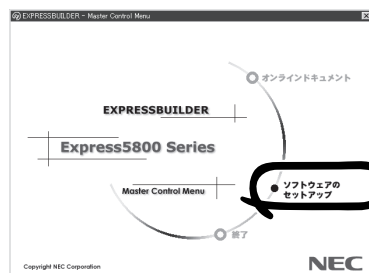 EXPRESSBUILDER - Master Control Menu
オンラインドキュメント
EXPRESSBUILDER
Express5800 Series
Master Control Menu
ソフトウェアの
セットアップ
終了
Copyright NEC Corporation
NEC